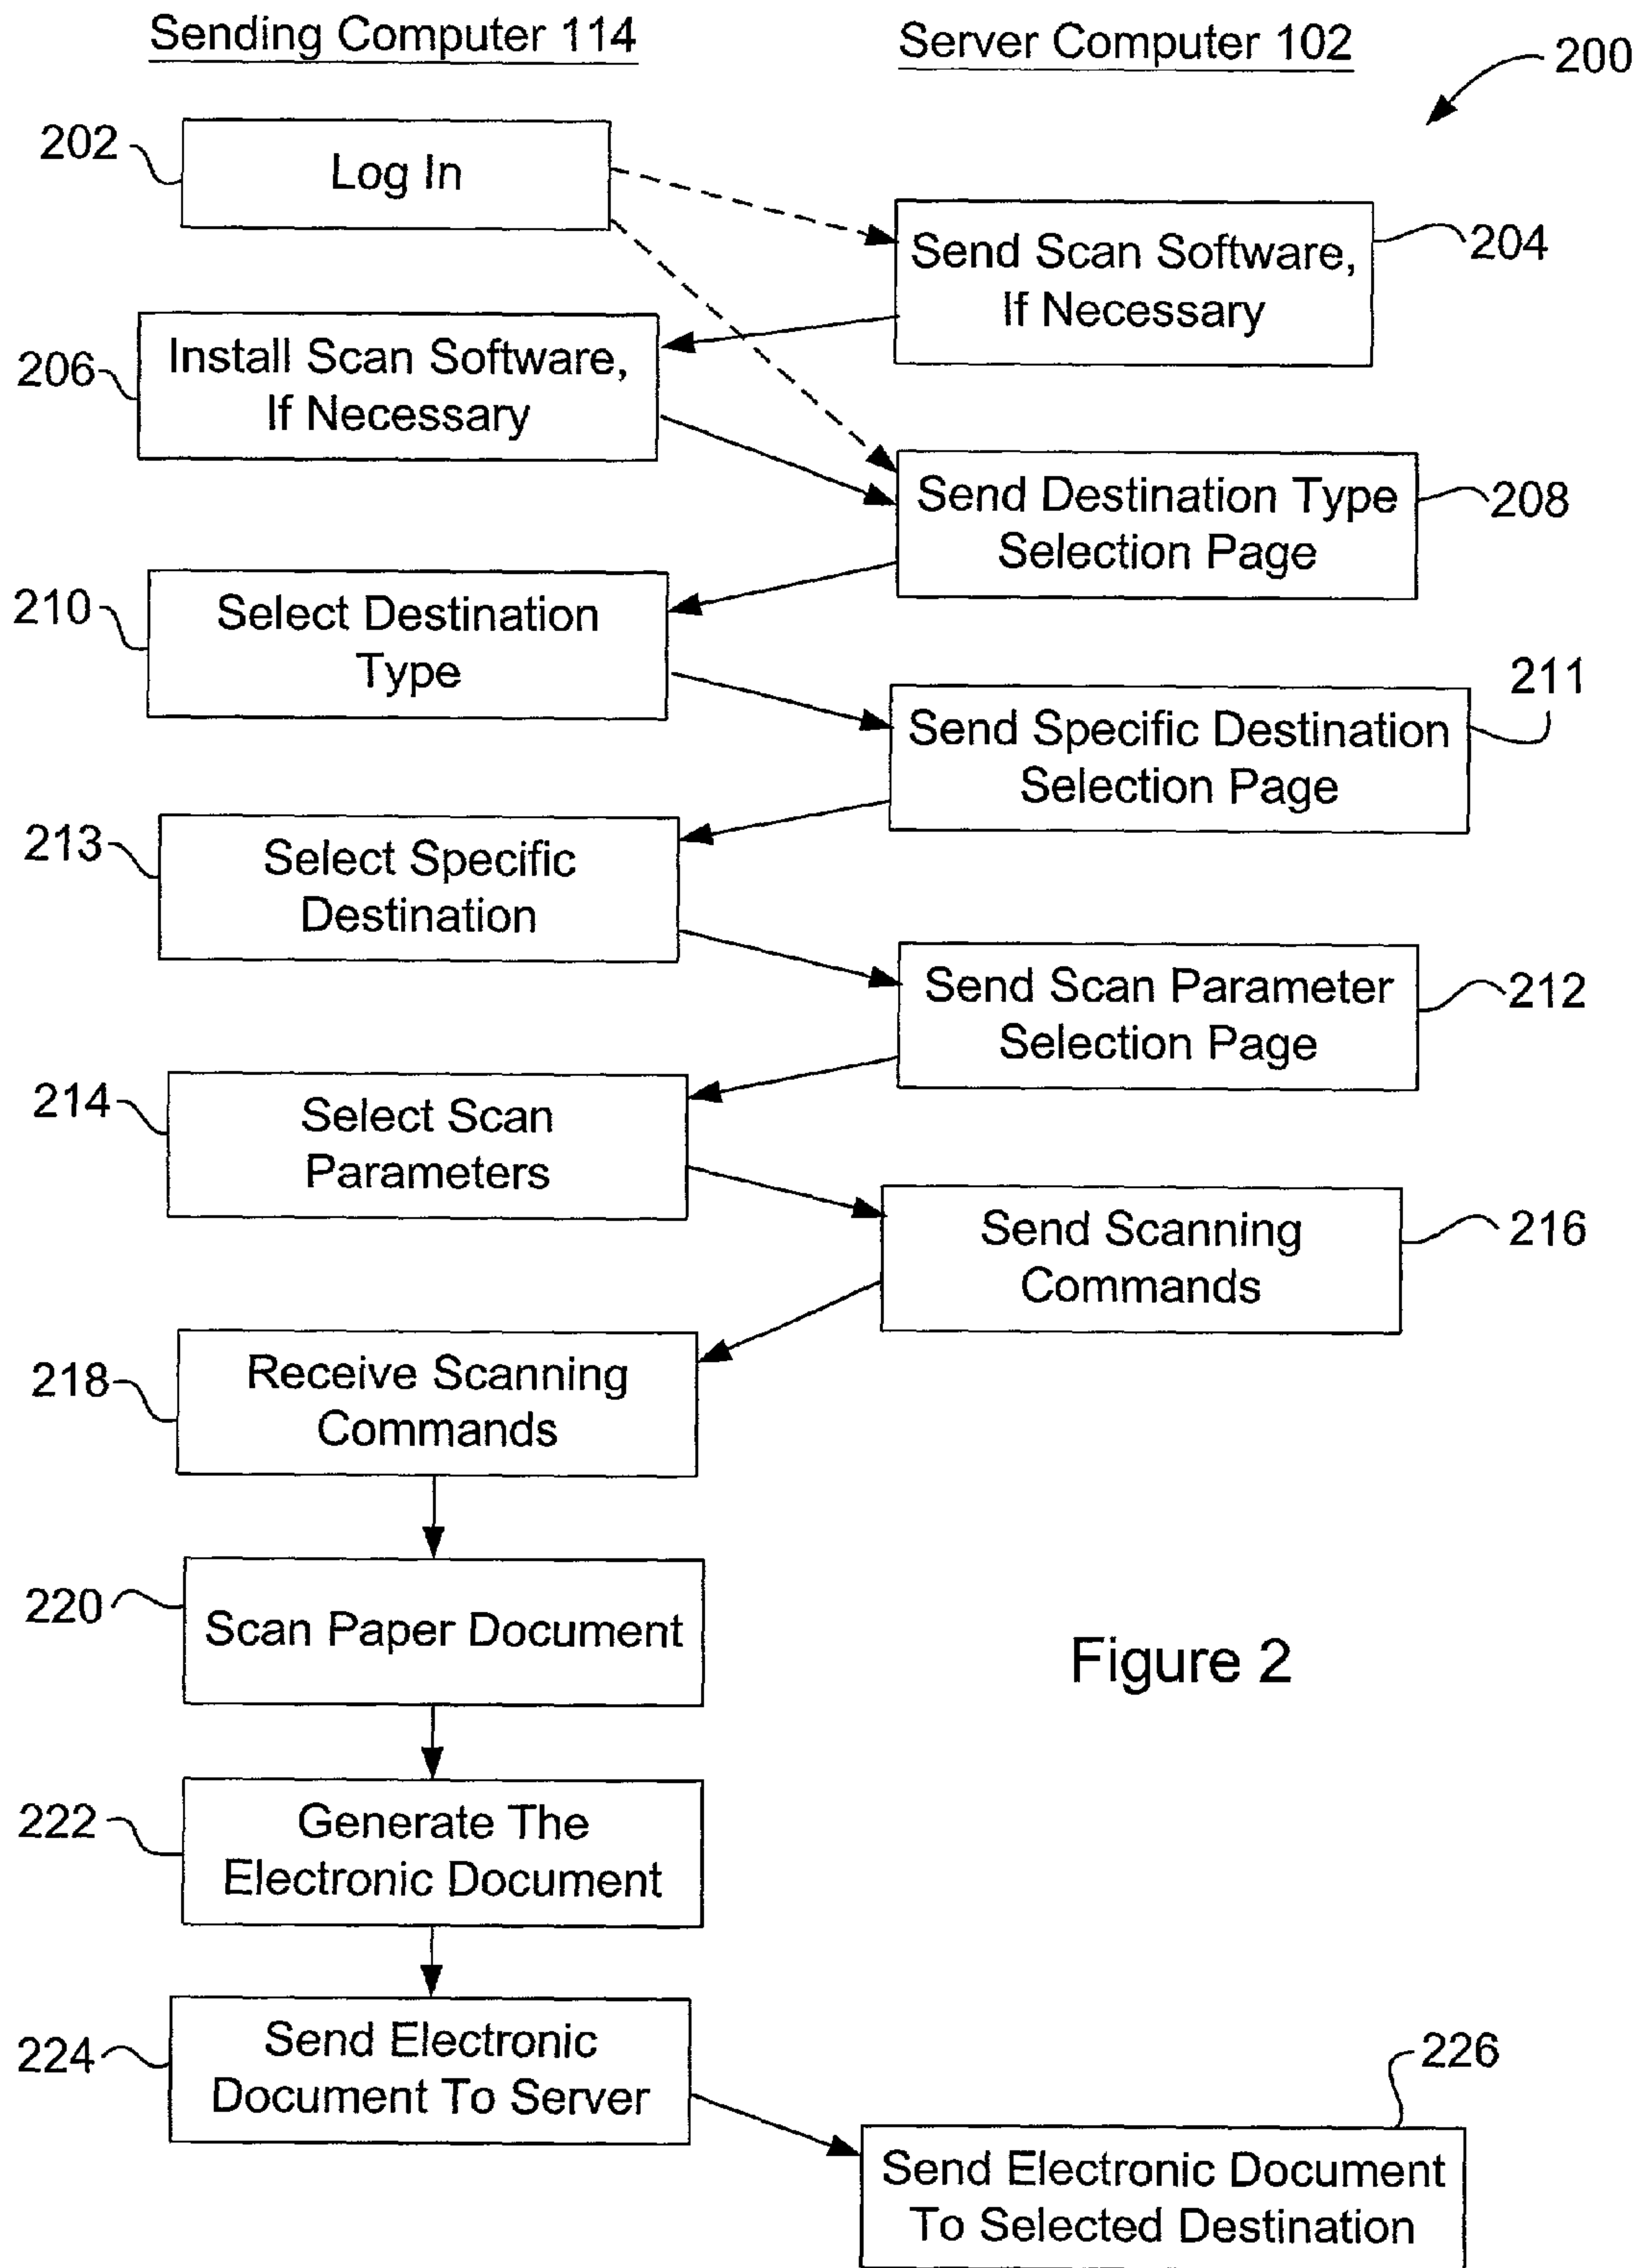 Sending Computer 114
Server Computer 102
200
202
Log In
204
Send Scan Software,
If Necessary
206
Install Scan Software,
If Necessary
208
Send Destination Type
Selection Page
210
Select Destination
Type
211
Send Specific Destination
Selection Page
213
Select Specific
Destination
212
Send Scan Parameter
Selection Page
214
Select Scan
Parameters
216
Send Scanning
Commands
218
Receive Scanning
Commands
220
Scan Paper Document
Figure 2
222
Generate The
Electronic Document
224
Send Electronic
Document To Server
226
Send Electronic Document
To Selected Destination